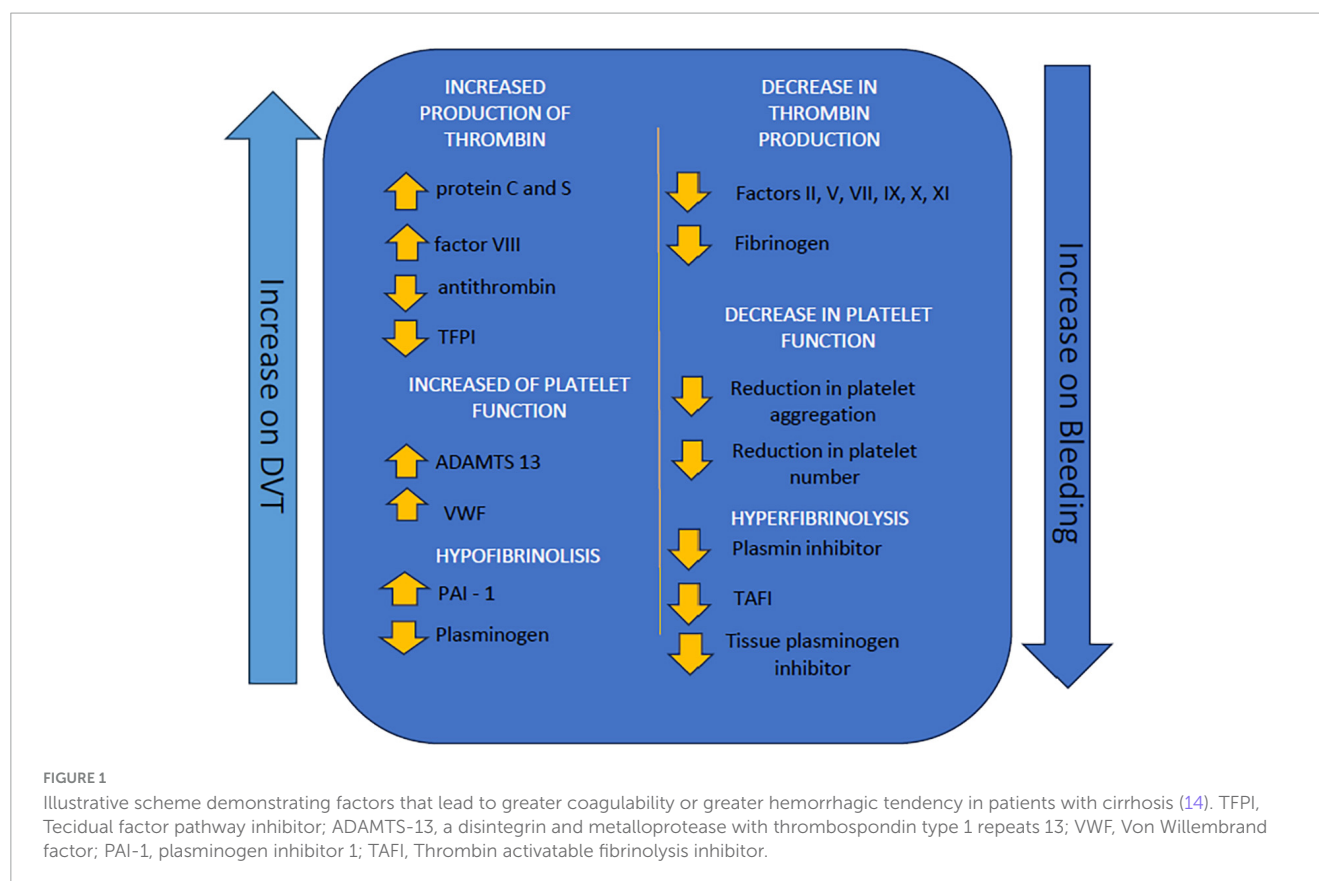 Increase on DVT
INCREASED
PRODUCTION OF
THROMBIN
protein C and S
factor VIII
antithrombin
TFPI
INCREASED OF PLATELET
FUNCTION
ADAMTS 13
VWF
HYPOFIBRINOLISIS
PAI - 1
Plasminogen
DECREASE IN
THROMBIN
PRODUCTION
Factors II, V, VII, IX, X, XI
Fibrinogen
DECREASE IN PLATELET
FUNCTION
Reduction in platelet
aggregation
Reduction in platelet
number
HYPERFIBRINOLYSIS
Plasmin inhibitor
TAFI
Tissue plasminogen
inhibitor
Increase on Bleeding
FIGURE 1
Illustrative scheme demonstrating factors that lead to greater coagulability or greater hemorrhagic tendency in patients with cirrhosis (14). TFPI,
Tecidual factor pathway inhibitor; ADAMTS-13, a disintegrin and metalloprotease with thrombospondin type 1 repeats 13; VWF, Von Willembrand
factor; PAI-1, plasminogen inhibitor 1; TAFI, Thrombin activatable fibrinolysis inhibitor.